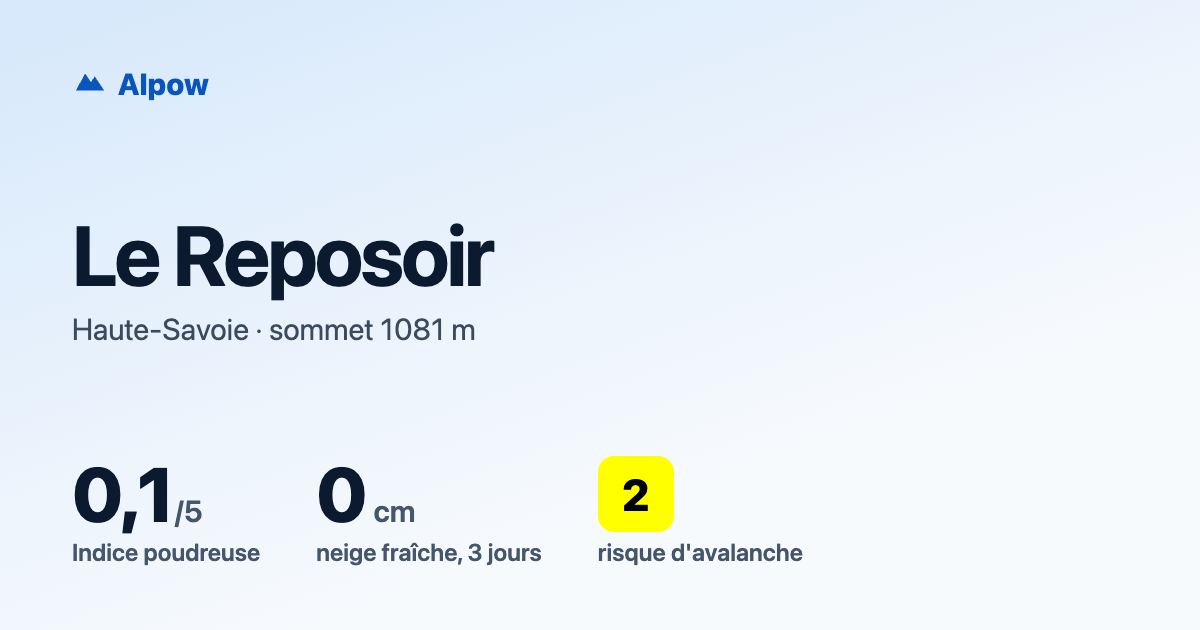 Alpow
Le Reposoir
Haute-Savoie · sommet 1081 m
0,1/5
Indice poudreuse
0 cm
neige fraîche, 3 jours
2
risque d'avalanche